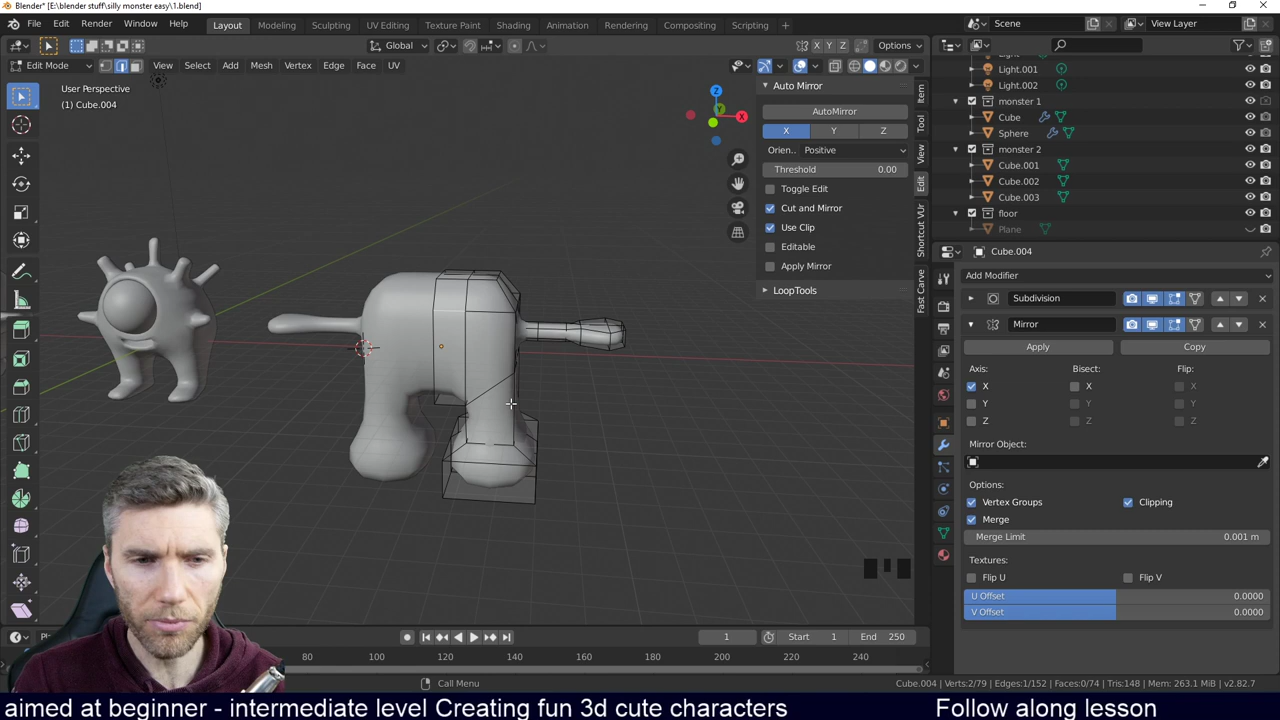 Blender* [E:\blender stuff\silly monster easy\1.blend]
File Edit Render Window Help Layout Modeling Sculpting UV Editing Texture Paint Shading Animation Rendering Compositing Scripting + Scene View Layer
Global X Y Z Options
Edit Mode View Select Add Mesh Vertex Edge Face UV
User Perspective
(1) Cube.004
Z
Y
X
Auto Mirror
AutoMirror
X Y Z
Orien.. Positive
Threshold 0.00
Toggle Edit
Cut and Mirror
Use Clip
Editable
Apply Mirror
LoopTools
Item
Tool
View
Edit
Shortcut VUr
Fast Carve
Light.001
Light.002
monster 1
Cube
Sphere
monster 2
Cube.001
Cube.002
Cube.003
floor
Plane
Cube.004
Add Modifier
Subdivision
Mirror
Apply Copy
Axis: Bisect: Flip:
X X X
Y Y Y
Z Z Z
Mirror Object:
Options:
Vertex Groups Clipping
Merge
Merge Limit 0.001 m
Textures:
Flip U Flip V
U Offset 0.0000
V Offset 0.0000
1 Start 1 End 250
80 100 120 140 160 180 200 220 240
Call Menu Cube.004 | Verts:2/79 | Edges:1/152 | Faces:0/74 | Tris:148 | Mem: 263.1 MiB | v2.82.7
aimed at beginner - intermediate level Creating fun 3d cute characters Follow along lesson